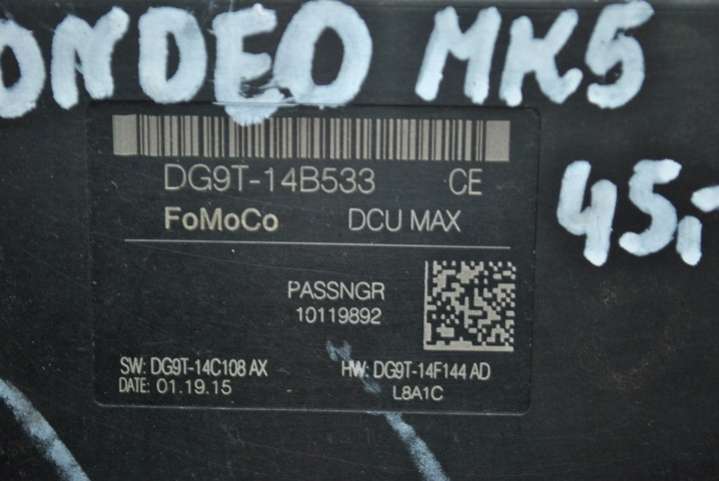 ONDEO MK5
45,-
DG9T-14B533 CE
FoMoCo DCU MAX
PASSNGR
10119892
SW: DG9T-14C108 AX HW: DG9T-14F144 AD
DATE: 01.19.15 L8A1C